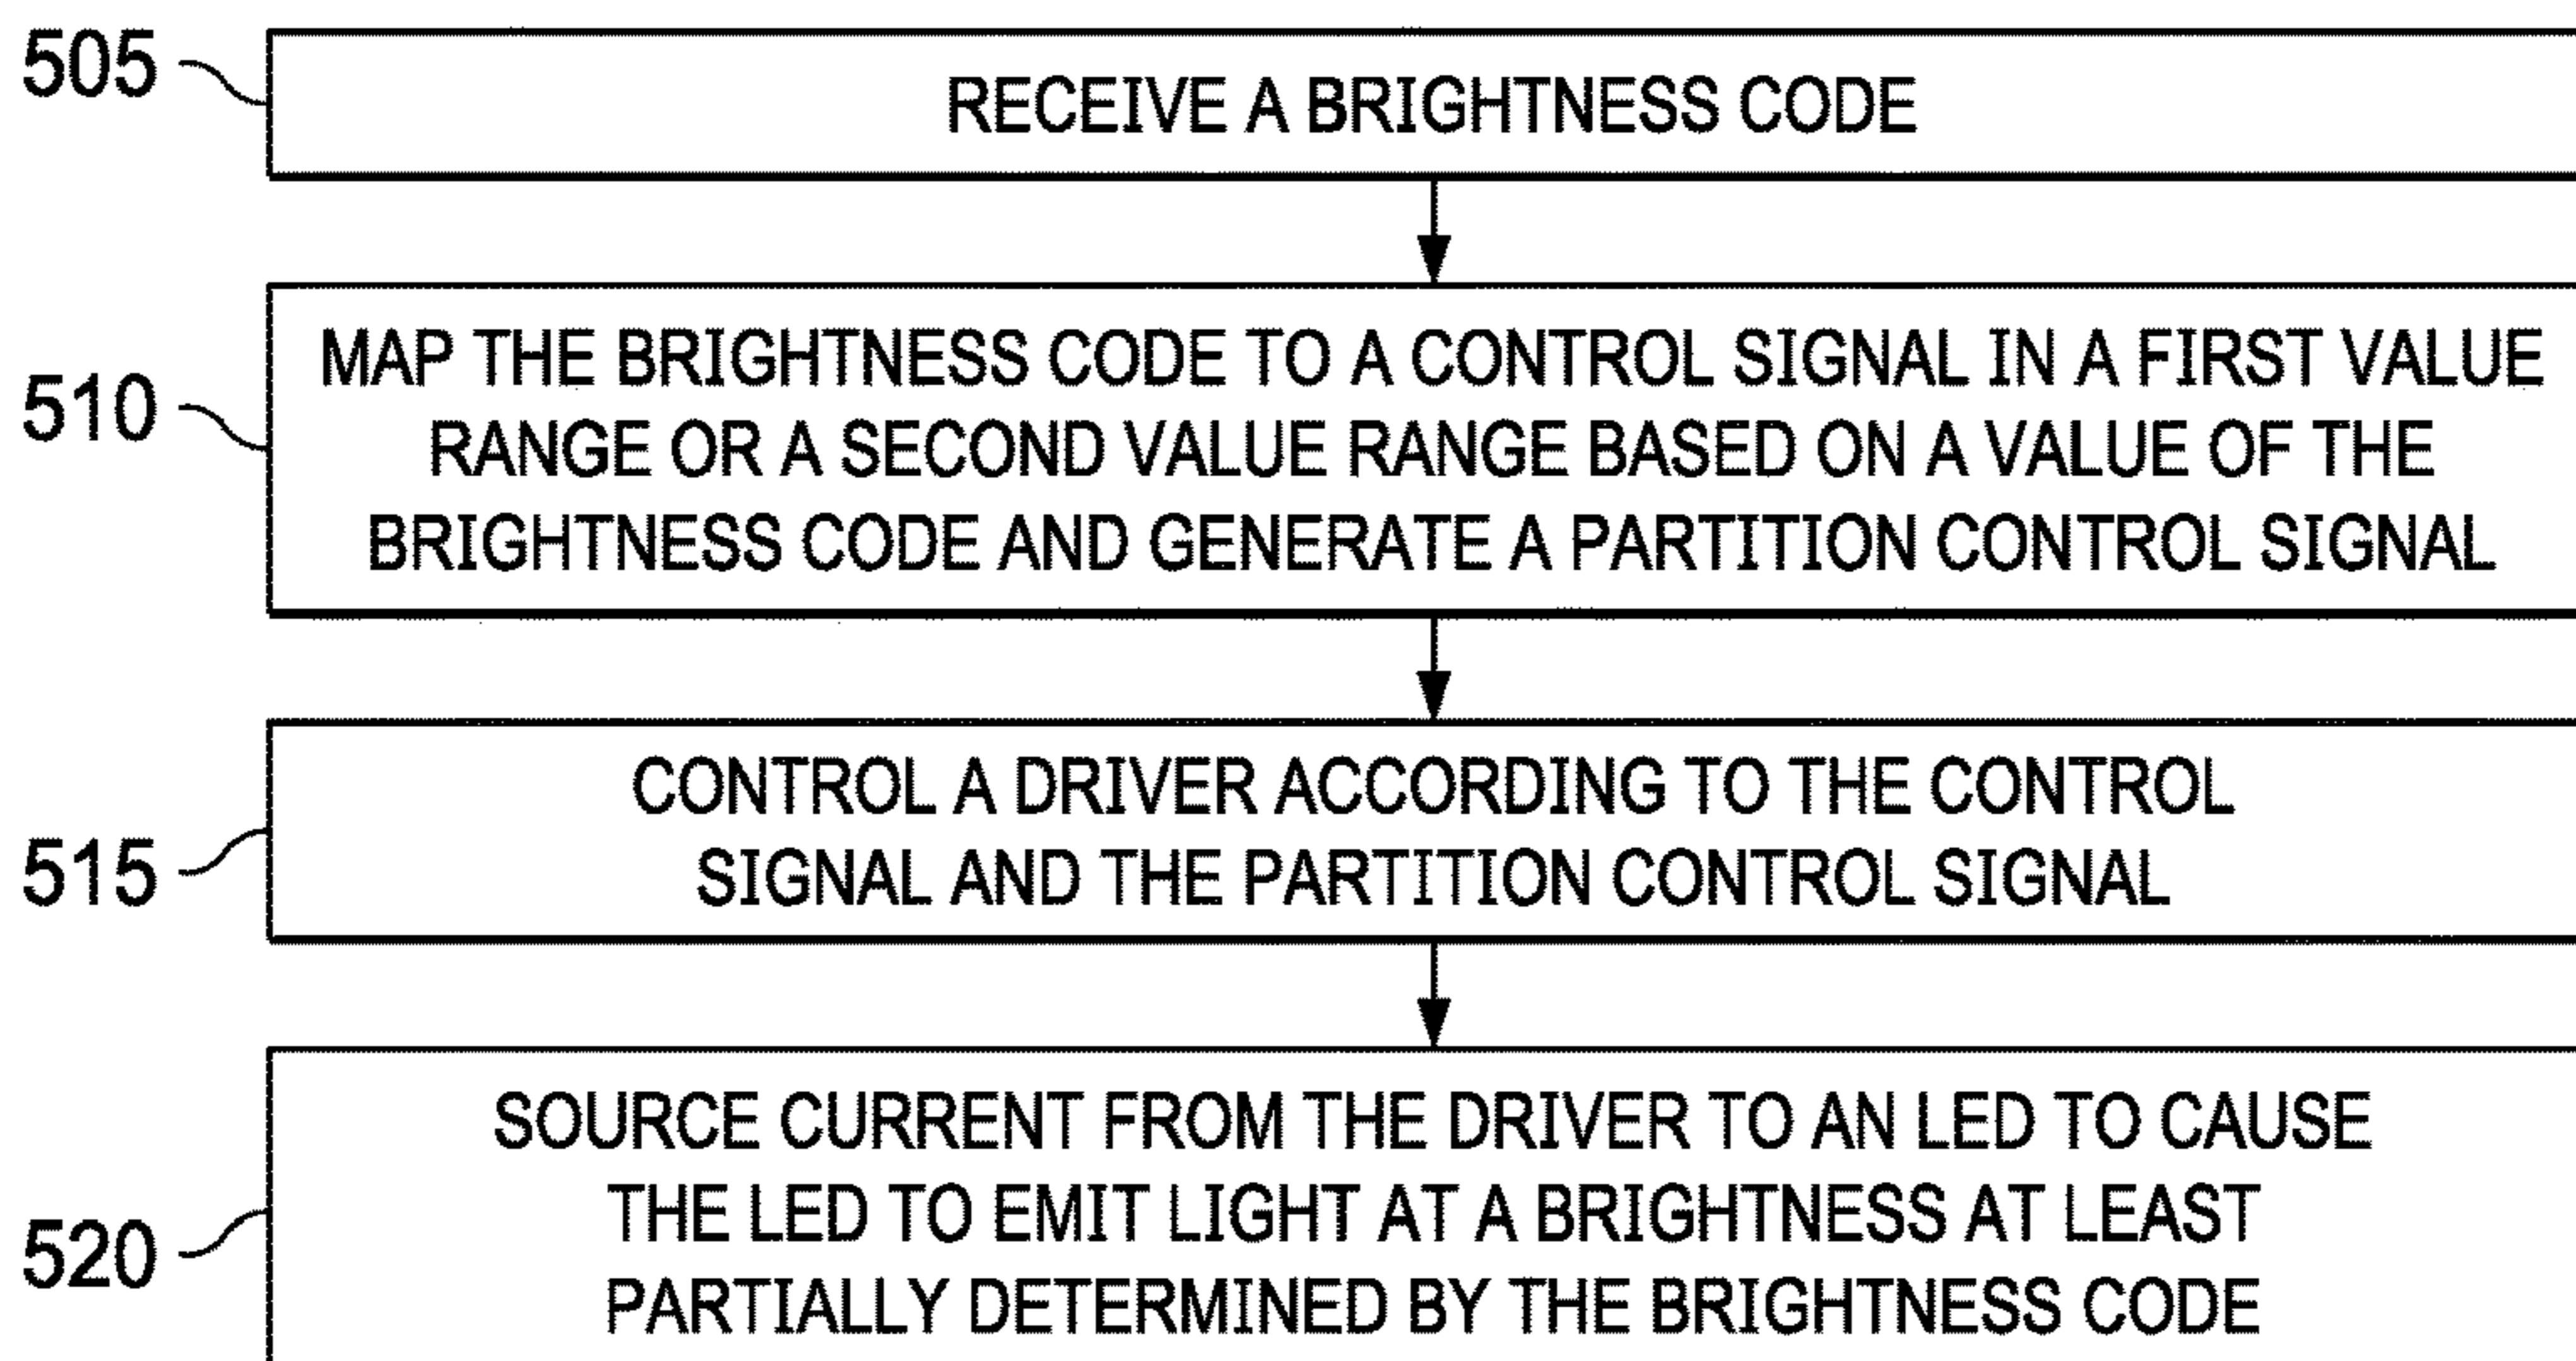 505
RECEIVE A BRIGHTNESS CODE
510
MAP THE BRIGHTNESS CODE TO A CONTROL SIGNAL IN A FIRST VALUE
RANGE OR A SECOND VALUE RANGE BASED ON A VALUE OF THE
BRIGHTNESS CODE AND GENERATE A PARTITION CONTROL SIGNAL
515
CONTROL A DRIVER ACCORDING TO THE CONTROL
SIGNAL AND THE PARTITION CONTROL SIGNAL
520
SOURCE CURRENT FROM THE DRIVER TO AN LED TO CAUSE
THE LED TO EMIT LIGHT AT A BRIGHTNESS AT LEAST
PARTIALLY DETERMINED BY THE BRIGHTNESS CODE